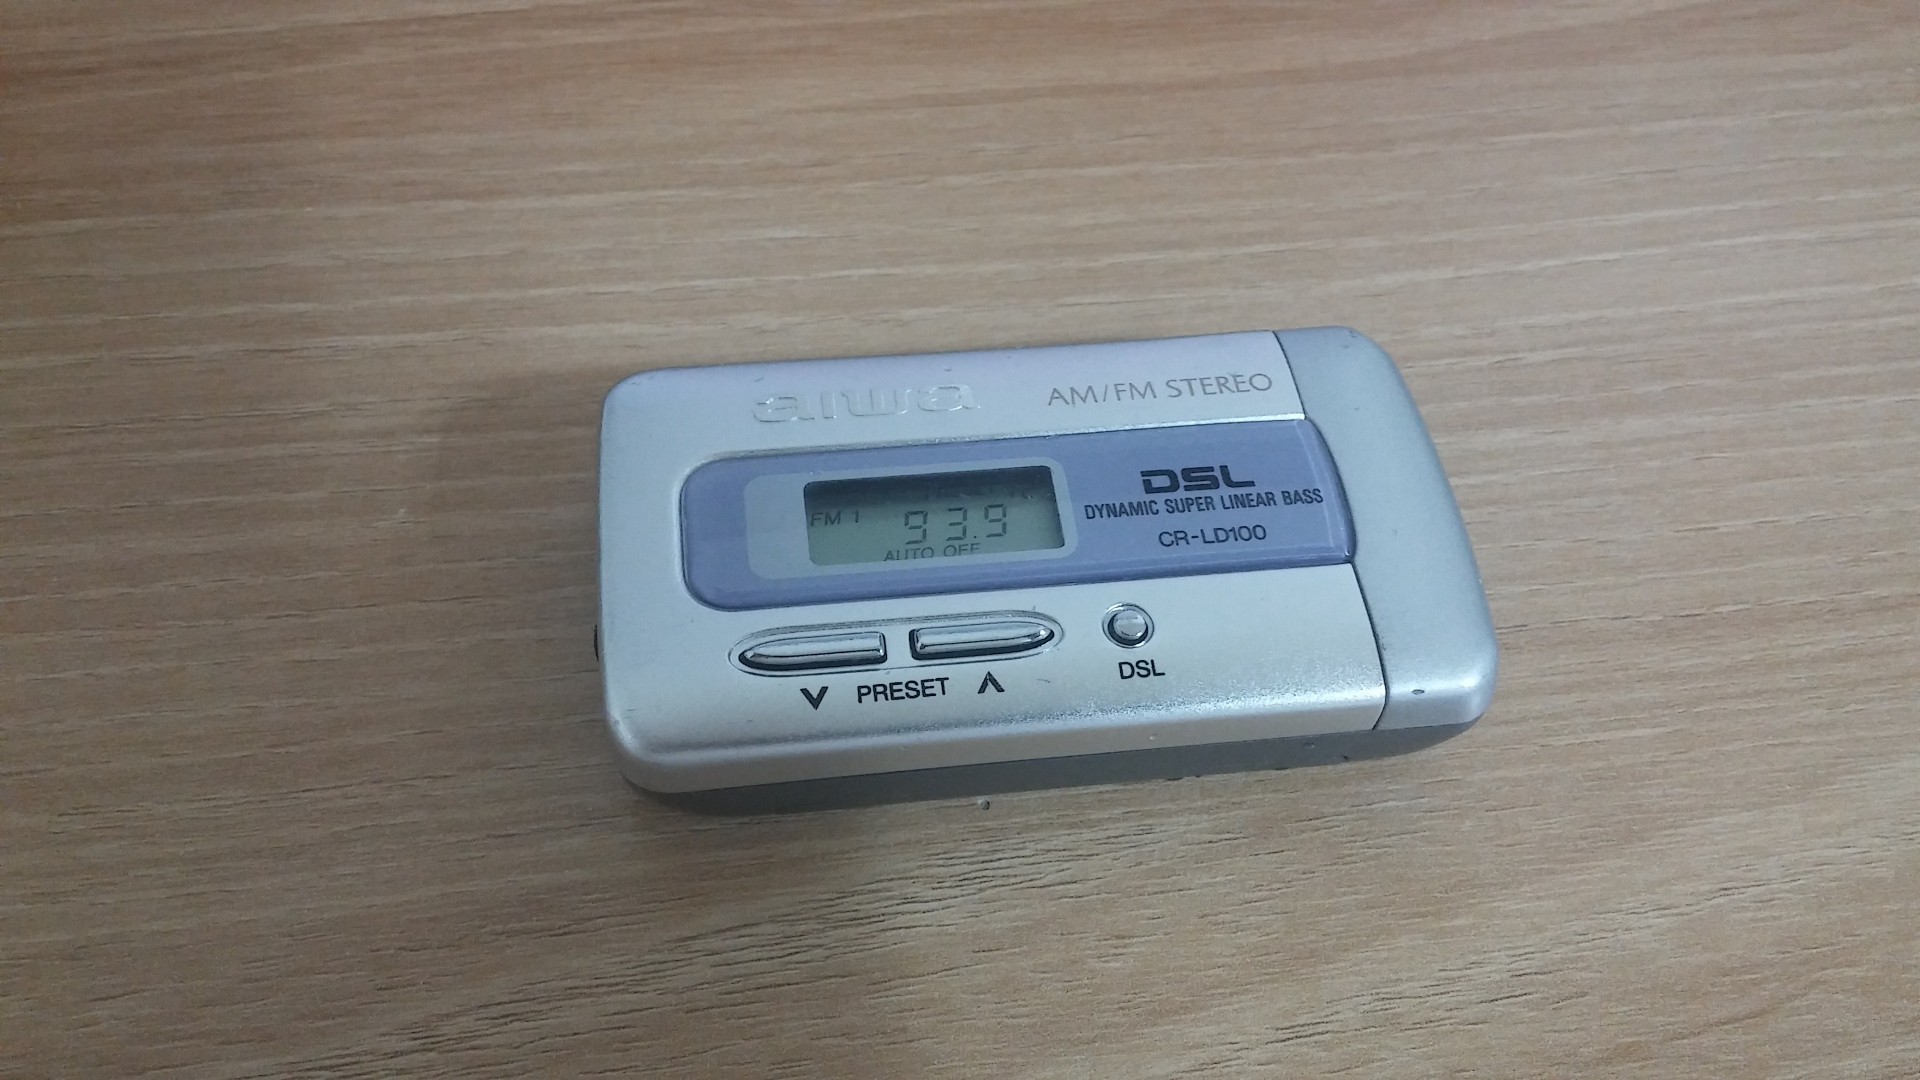 aiwa
AM/FM STEREO
DSL
DYNAMIC SUPER LINEAR BASS
CR-LD100
FM 1 93.9
AUTO OFF
∨ PRESET ∧
DSL